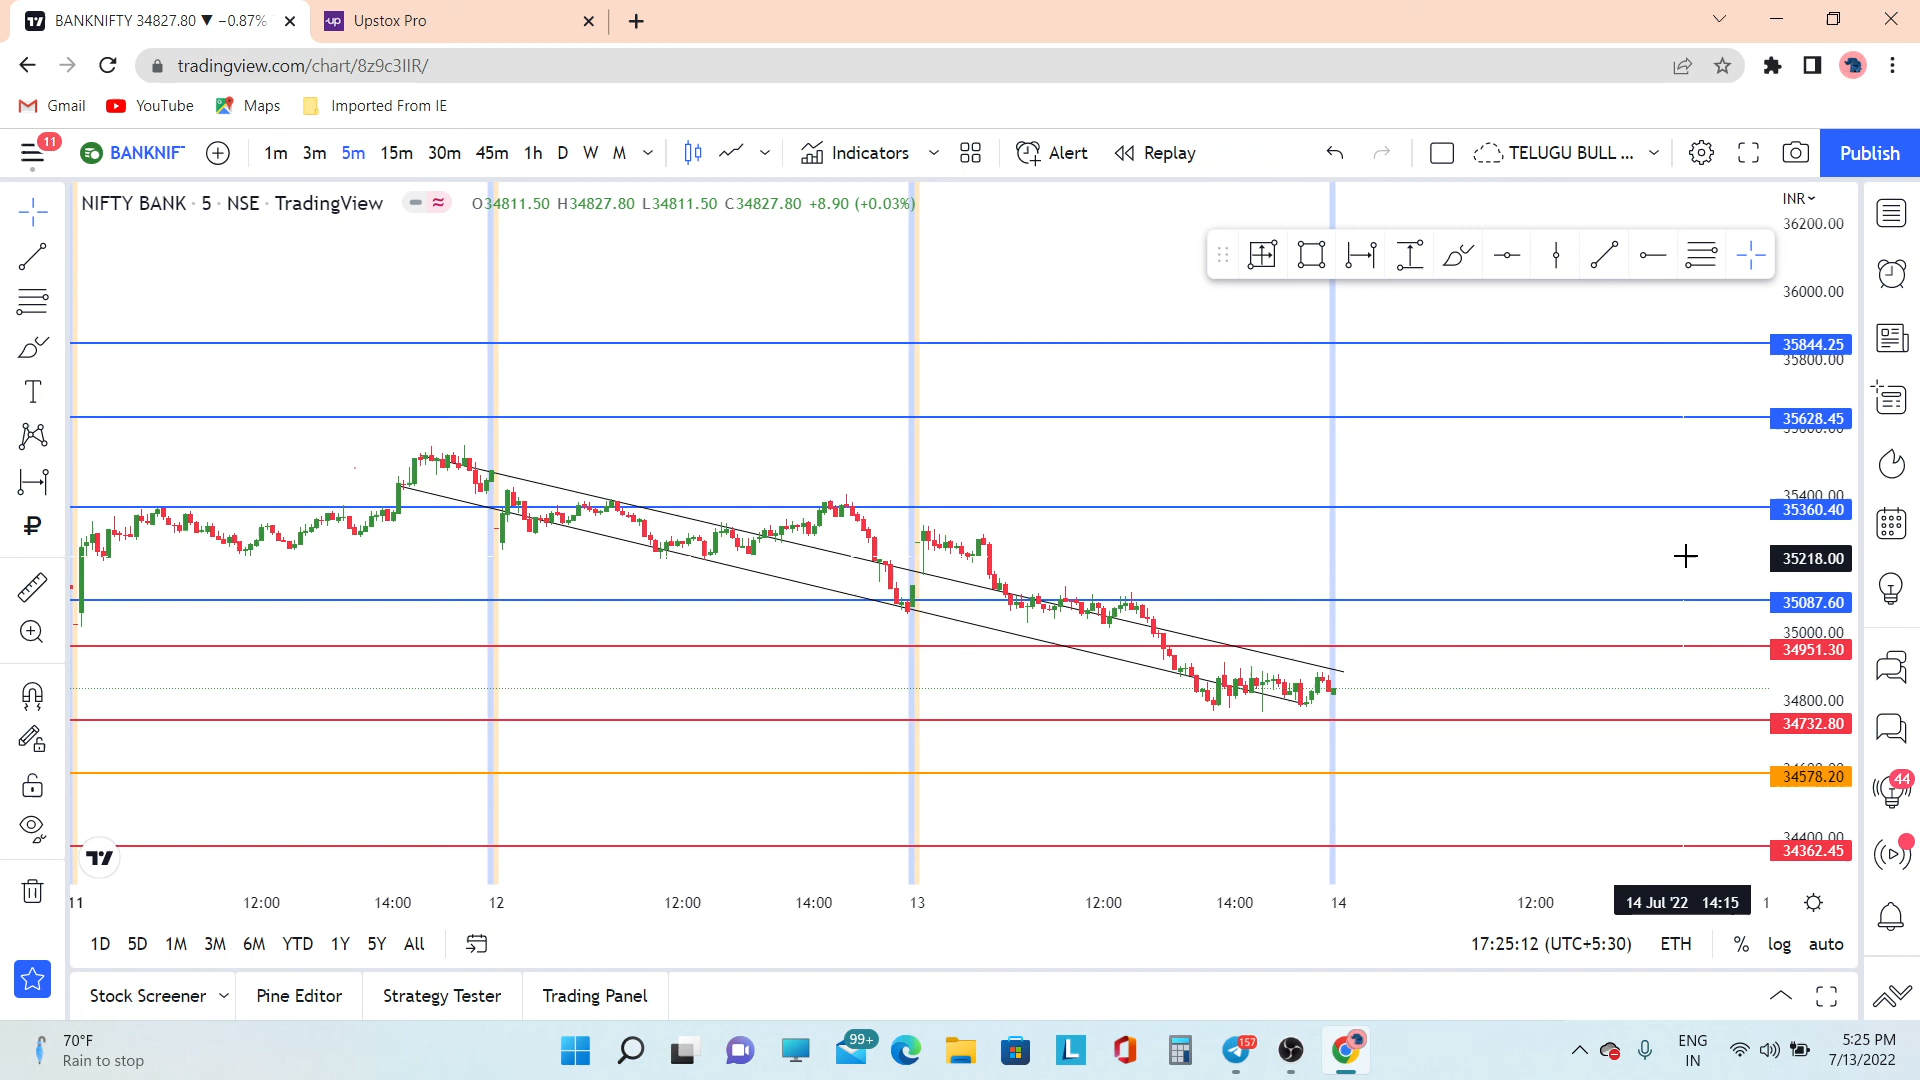 BANKNIFTY 34827.80 ▼ −0.87%
Upstox Pro
tradingview.com/chart/8z9c3IIR/
Gmail YouTube Maps Imported From IE
11 BANKNIF 1m 3m 5m 15m 30m 45m 1h D W M Indicators Alert Replay TELUGU BULL ... Publish
NIFTY BANK · 5 · NSE · TradingView O34811.50 H34827.80 L34811.50 C34827.80 +8.90 (+0.03%)
INR
36200.00
36000.00
35844.25
35800.00
35628.45
35400.00
35360.40
35218.00
35087.60
35000.00
34951.30
34800.00
34732.80
34578.20
34400.00
34362.45
44
11 12:00 14:00 12 12:00 14:00 13 12:00 14:00 14 12:00 14 Jul '22 14:15 1
1D 5D 1M 3M 6M YTD 1Y 5Y All 17:25:12 (UTC+5:30) ETH % log auto
Stock Screener Pine Editor Strategy Tester Trading Panel
70°F
Rain to stop
99+
157
ENG
IN
5:25 PM
7/13/2022